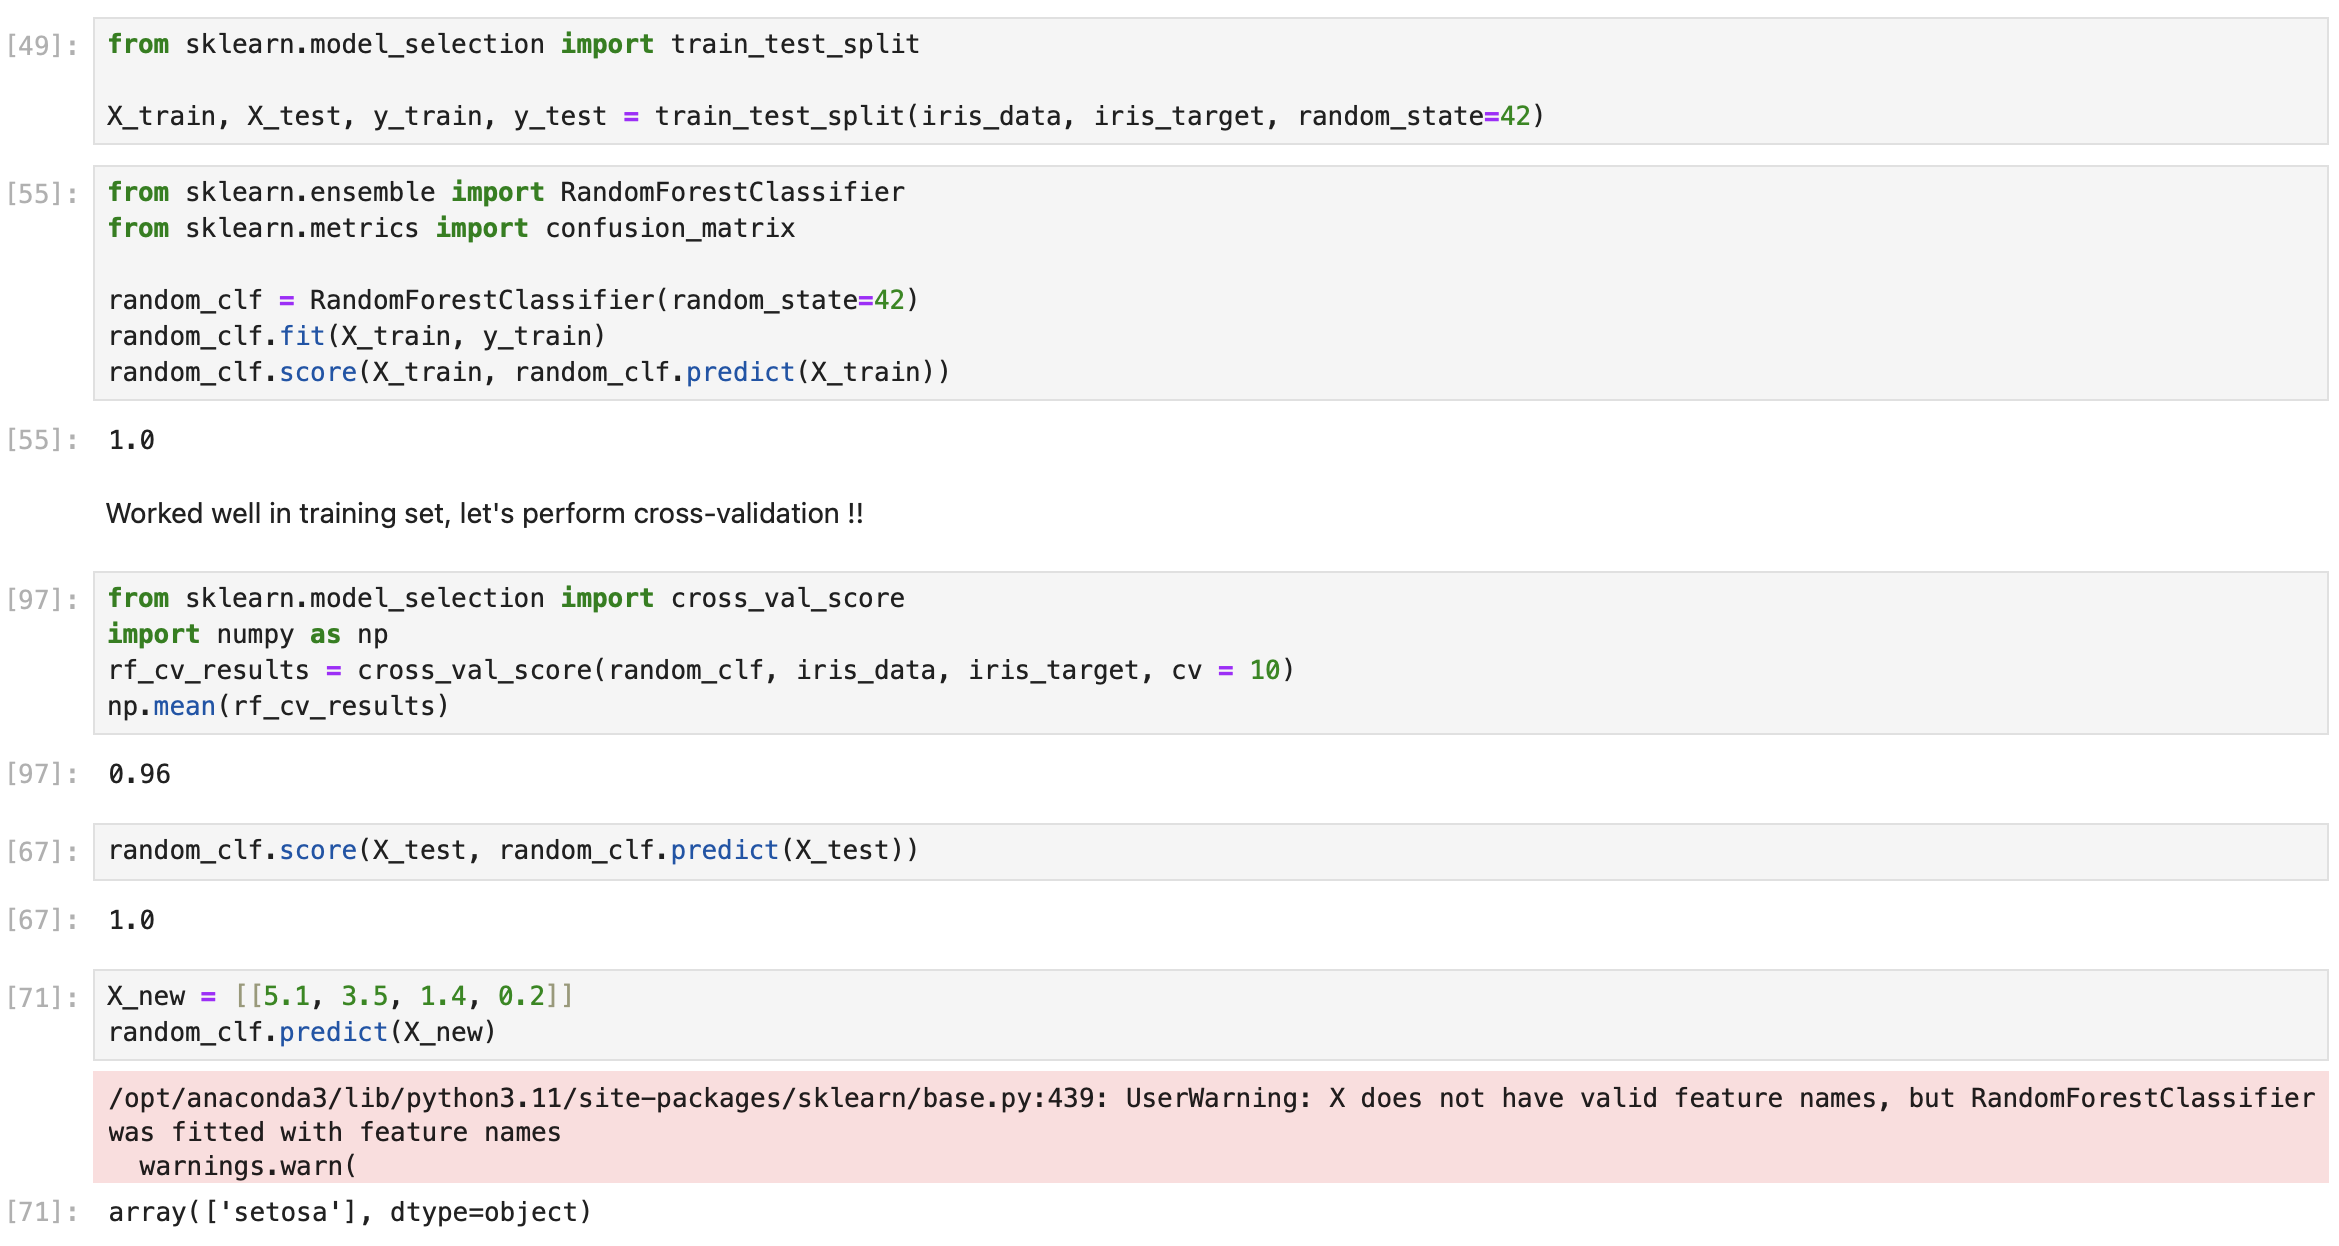 [49]: from sklearn.model_selection import train_test_split
X_train, X_test, y_train, y_test = train_test_split(iris_data, iris_target, random_state=42)
[55]: from sklearn.ensemble import RandomForestClassifier
from sklearn.metrics import confusion_matrix
random_clf = RandomForestClassifier(random_state=42)
random_clf.fit(X_train, y_train)
random_clf.score(X_train, random_clf.predict(X_train))
[55]: 1.0
Worked well in training set, let's perform cross-validation !!
[97]: from sklearn.model_selection import cross_val_score
import numpy as np
rf_cv_results = cross_val_score(random_clf, iris_data, iris_target, cv = 10)
np.mean(rf_cv_results)
[97]: 0.96
[67]: random_clf.score(X_test, random_clf.predict(X_test))
[67]: 1.0
[71]: X_new = [[5.1, 3.5, 1.4, 0.2]]
random_clf.predict(X_new)
/opt/anaconda3/lib/python3.11/site-packages/sklearn/base.py:439: UserWarning: X does not have valid feature names, but RandomForestClassifier
was fitted with feature names
  warnings.warn(
[71]: array(['setosa'], dtype=object)